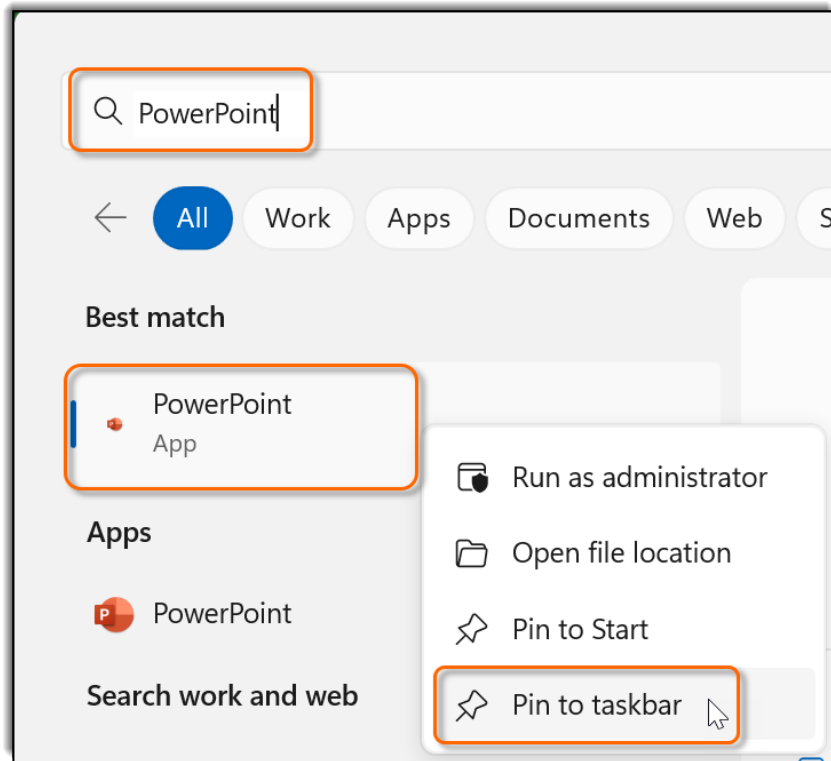 PowerPoint
All Work Apps Documents Web S
Best match
PowerPoint
App
Run as administrator
Open file location
Pin to Start
Pin to taskbar
Apps
P PowerPoint
Search work and web